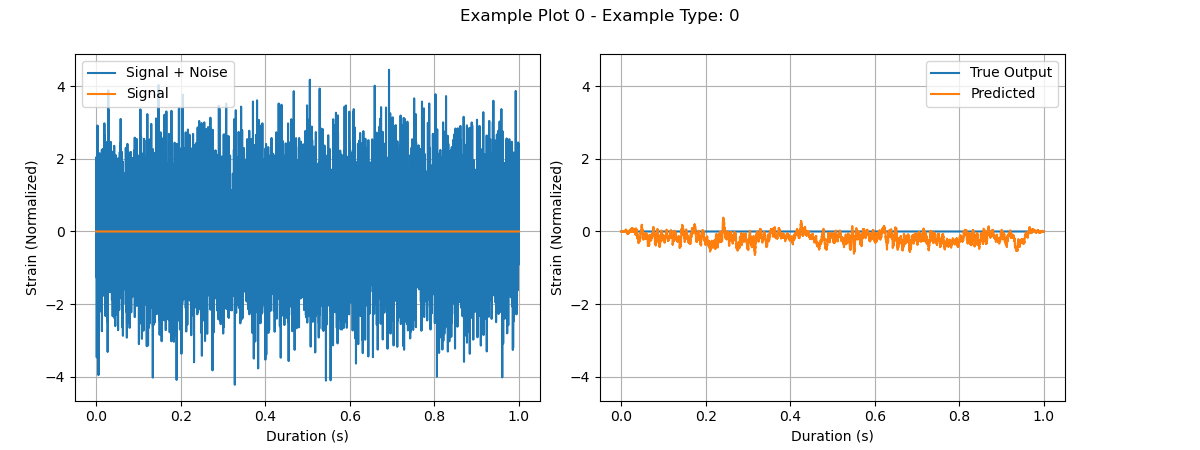 Example Plot 0 - Example Type: 0
Signal + Noise
Signal
4
2
0
−2
−4
0.0 0.2 0.4 0.6 0.8 1.0
Duration (s)
Strain (Normalized)
True Output
Predicted
4
2
0
−2
−4
0.0 0.2 0.4 0.6 0.8 1.0
Duration (s)
Strain (Normalized)